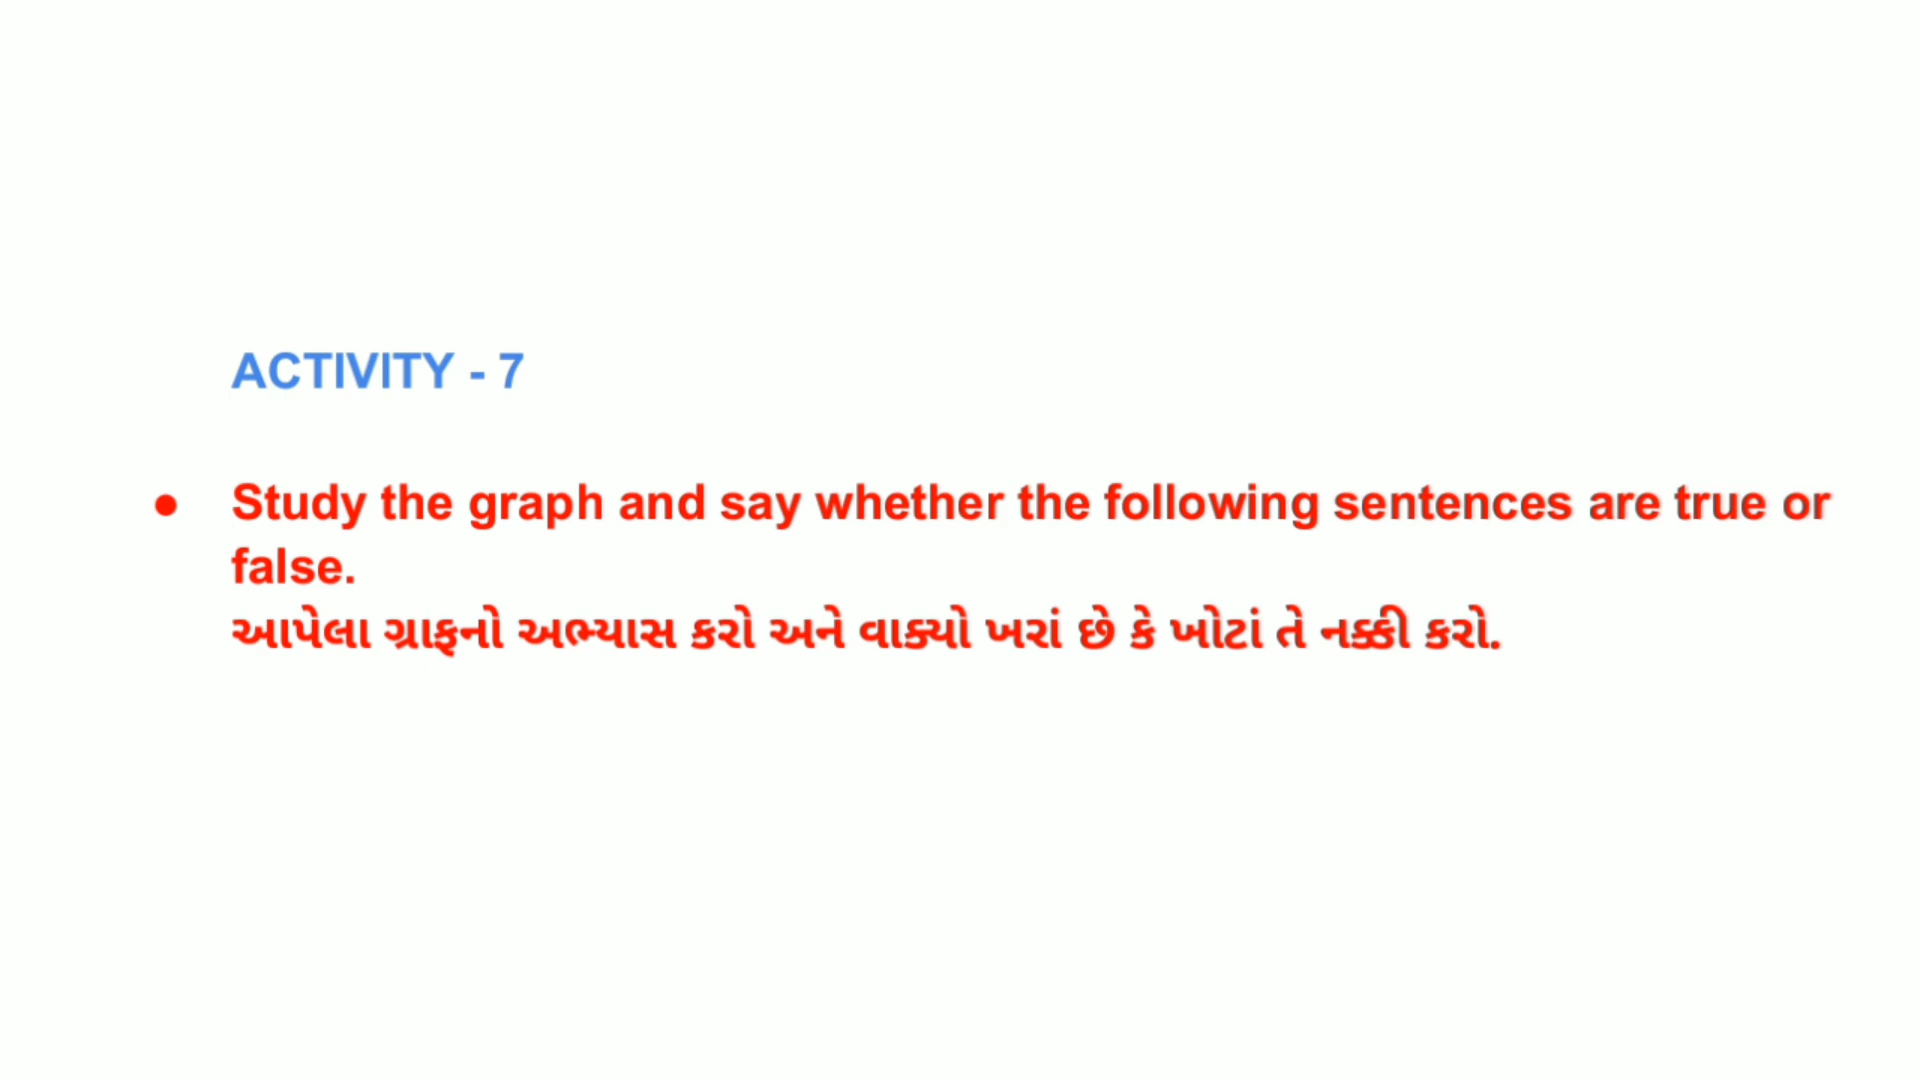 ACTIVITY - 7
● Study the graph and say whether the following sentences are true or
false.
આપેલા ગ્રાફનો અભ્યાસ કરો અને વાક્યો ખરાં છે કે ખોટાં તે નક્કી કરો.